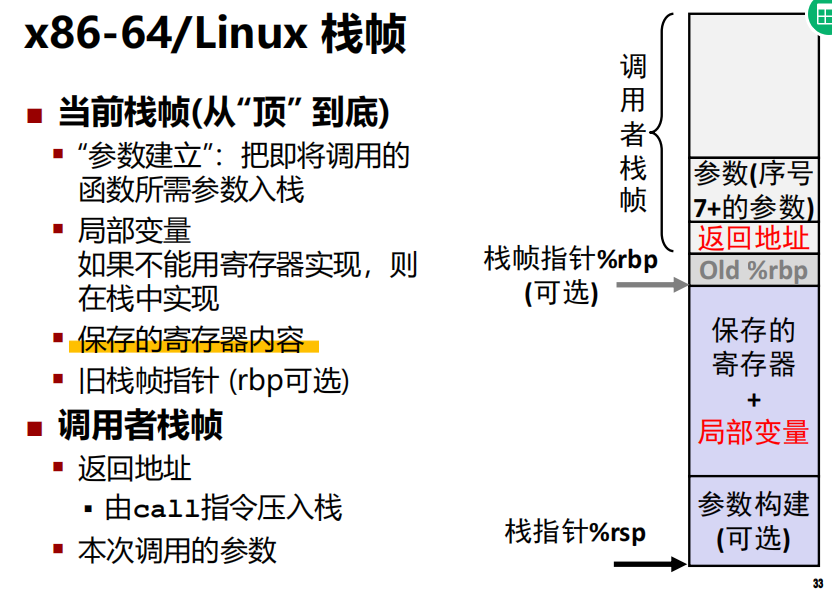 x86-64/Linux 栈帧
当前栈帧(从“顶” 到底)
“参数建立”：把即将调用的
函数所需参数入栈
局部变量
如果不能用寄存器实现，则
在栈中实现
保存的寄存器内容
旧栈帧指针 (rbp可选)
调用者栈帧
返回地址
由call指令压入栈
本次调用的参数
调
用
者
栈
帧
参数(序号
7+的参数)
返回地址
Old %rbp
栈帧指针%rbp
(可选)
保存的
寄存器
+
局部变量
参数构建
(可选)
栈指针%rsp
33